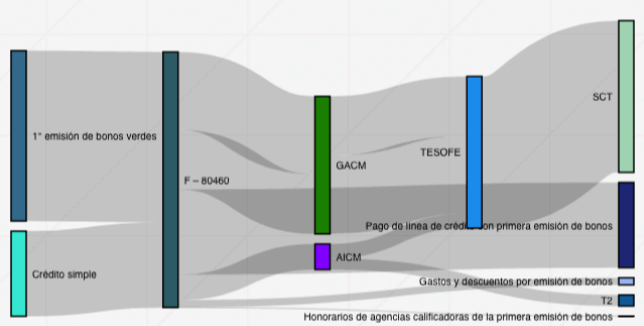 SCT
1° emisión de bonos verdes
TESOFE
GACM
F – 80460
Pago de línea de crédito con primera emisión de bonos
AICM
Crédito simple
Gastos y descuentos por emisión de bonos
T2
Honorarios de agencias calificadoras de la primera emisión de bonos